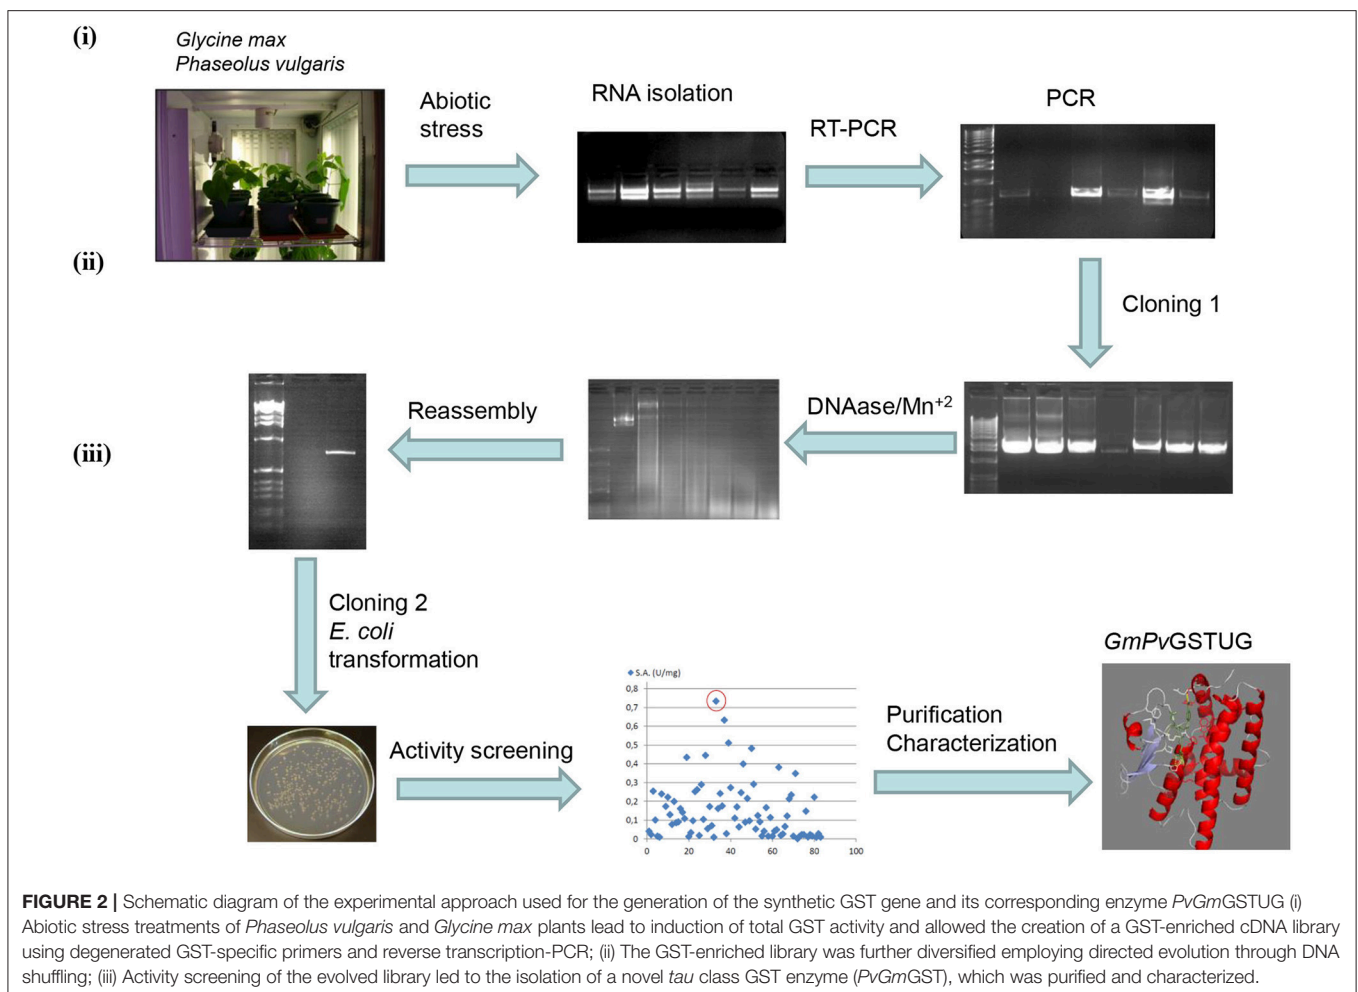 (i)
Glycine max
Phaseolus vulgaris
Abiotic
stress
RNA isolation
RT-PCR
PCR
(ii)
Cloning 1
DNAase/Mn+2
Reassembly
(iii)
Cloning 2
E. coli
transformation
Activity screening
S.A. (U/mg)
0,8
0,7
0,6
0,5
0,4
0,3
0,2
0,1
0
0 20 40 60 80 100
Purification
Characterization
GmPvGSTUG
FIGURE 2 | Schematic diagram of the experimental approach used for the generation of the synthetic GST gene and its corresponding enzyme PvGmGSTUG (i)
Abiotic stress treatments of Phaseolus vulgaris and Glycine max plants lead to induction of total GST activity and allowed the creation of a GST-enriched cDNA library
using degenerated GST-specific primers and reverse transcription-PCR; (ii) The GST-enriched library was further diversified employing directed evolution through DNA
shuffling; (iii) Activity screening of the evolved library led to the isolation of a novel tau class GST enzyme (PvGmGST), which was purified and characterized.